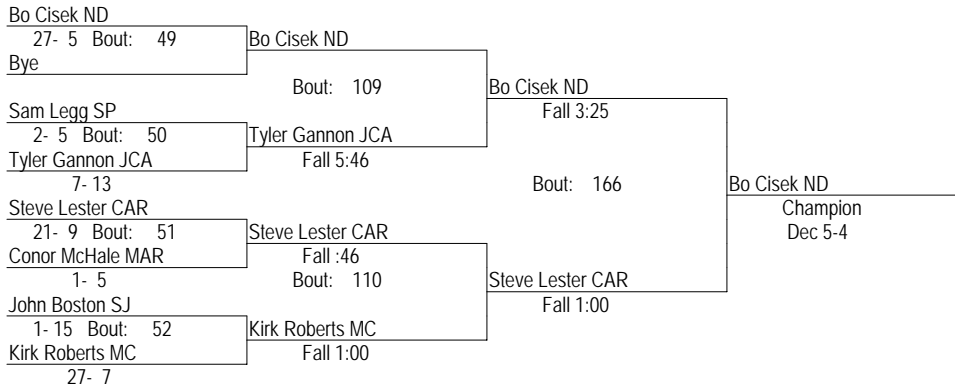 Bo Cisek ND
27- 5 Bout: 49
Bo Cisek ND
Bye
Bout: 109
Bo Cisek ND
Sam Legg SP
Fall 3:25
2- 5 Bout: 50
Tyler Gannon JCA
Tyler Gannon JCA
Fall 5:46
7- 13
Bout: 166
Bo Cisek ND
Steve Lester CAR
Champion
21- 9 Bout: 51
Steve Lester CAR
Dec 5-4
Conor McHale MAR
Fall :46
1- 5
Bout: 110
Steve Lester CAR
John Boston SJ
Fall 1:00
1- 15 Bout: 52
Kirk Roberts MC
Kirk Roberts MC
Fall 1:00
27- 7